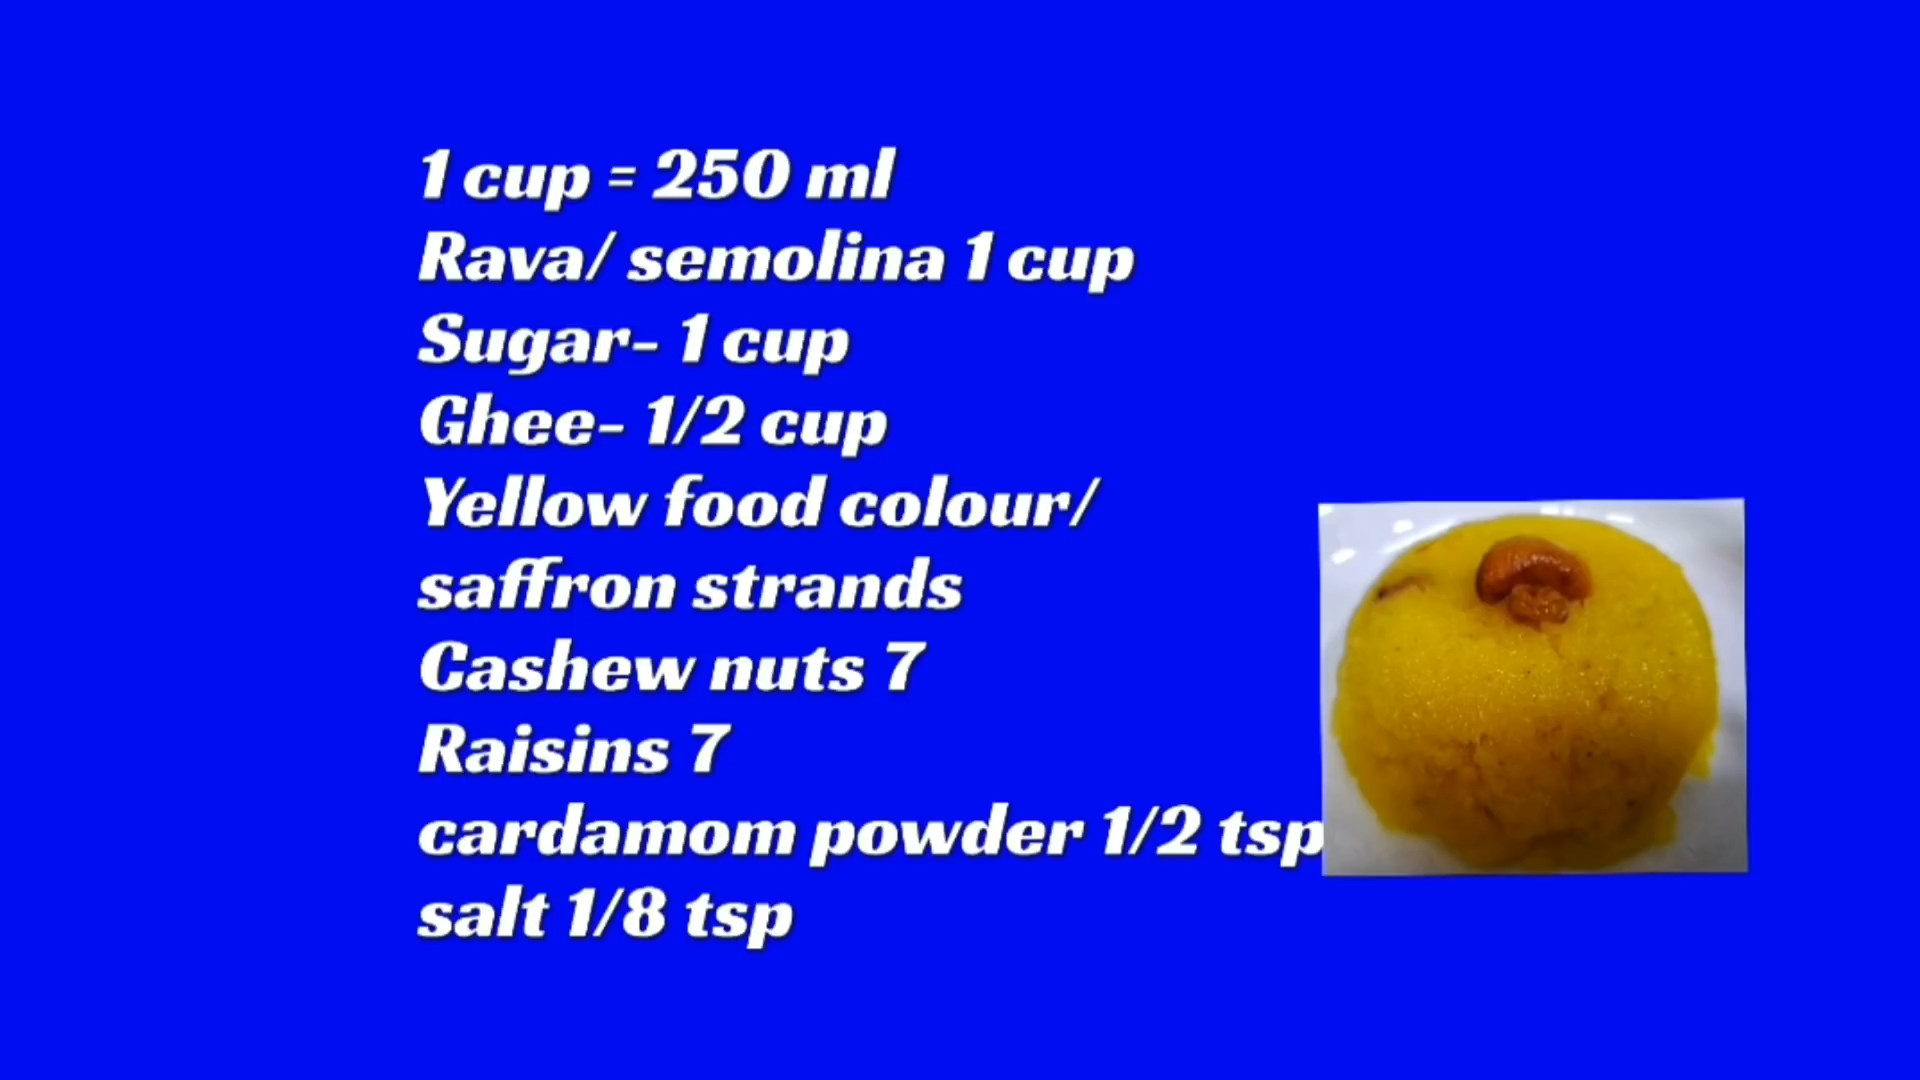 1 cup = 250 ml
Rava/ semolina 1 cup
Sugar- 1 cup
Ghee- 1/2 cup
Yellow food colour/
saffron strands
Cashew nuts 7
Raisins 7
cardamom powder 1/2 tsp
salt 1/8 tsp